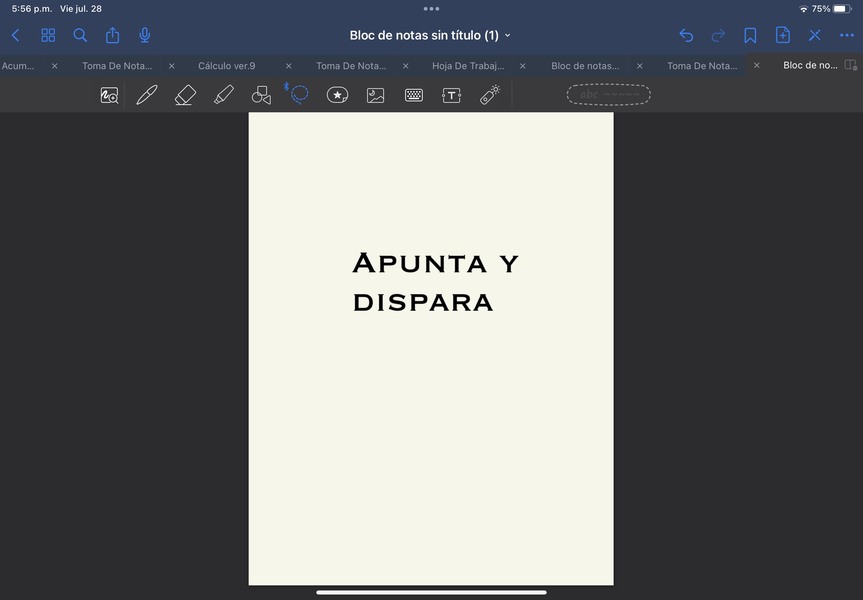 5:56 p.m. Vie jul. 28
75%
Bloc de notas sin título (1)
Acum...
Toma De Nota...
Cálculo ver.9
Toma De Nota...
Hoja De Trabaj...
Bloc de notas...
Toma De Nota...
Bloc de no...
abc
Apunta y
dispara